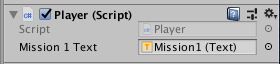 Player (Script)
Script Player
Mission 1 Text Mission1 (Text)